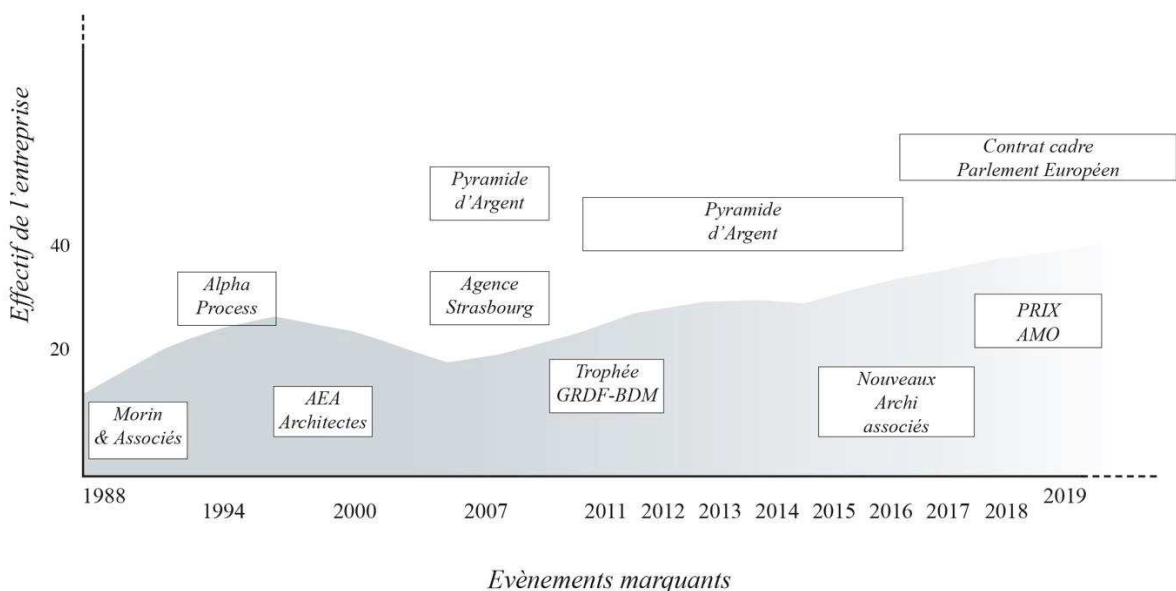 Effectif de l'entreprise
40
20
Contrat cadre
Parlement Européen
Pyramide
d'Argent
Pyramide
d'Argent
Alpha
Process
Agence
Strasbourg
PRIX
AMO
Trophée
GRDF-BDM
Nouveaux
Archi
associés
AEA
Architectes
Morin
& Associés
1988
1994
2000
2007
2011
2012
2013
2014
2015
2016
2017
2018
2019
Evènements marquants